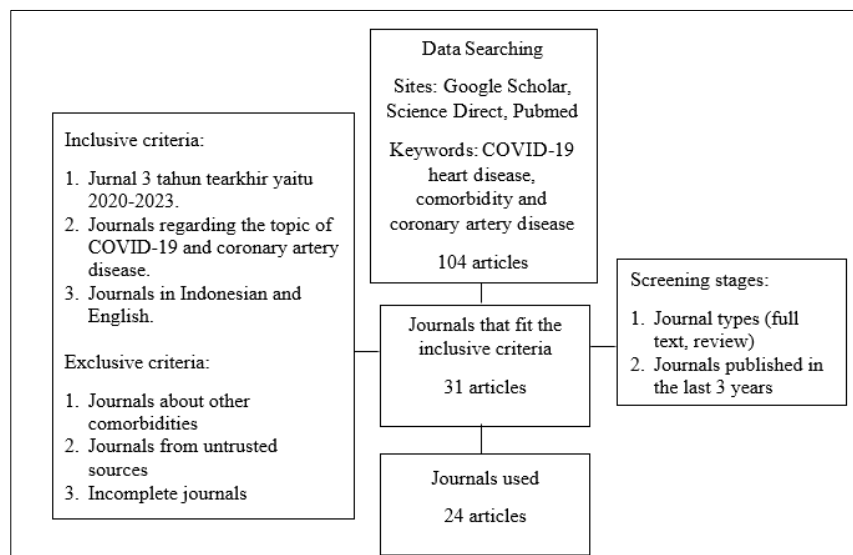 Data Searching
Sites: Google Scholar,
Science Direct, Pubmed
Keywords: COVID-19
heart disease,
comorbidity and
coronary artery disease
104 articles
Inclusive criteria:
1. Jurnal 3 tahun tearkhir yaitu
2020-2023.
2. Journals regarding the topic of
COVID-19 and coronary artery
disease.
3. Journals in Indonesian and
English.
Exclusive criteria:
1. Journals about other
comorbidities
2. Journals from untrusted
sources
3. Incomplete journals
Journals that fit the
inclusive criteria
31 articles
Screening stages:
1. Journal types (full
text, review)
2. Journals published in
the last 3 years
Journals used
24 articles